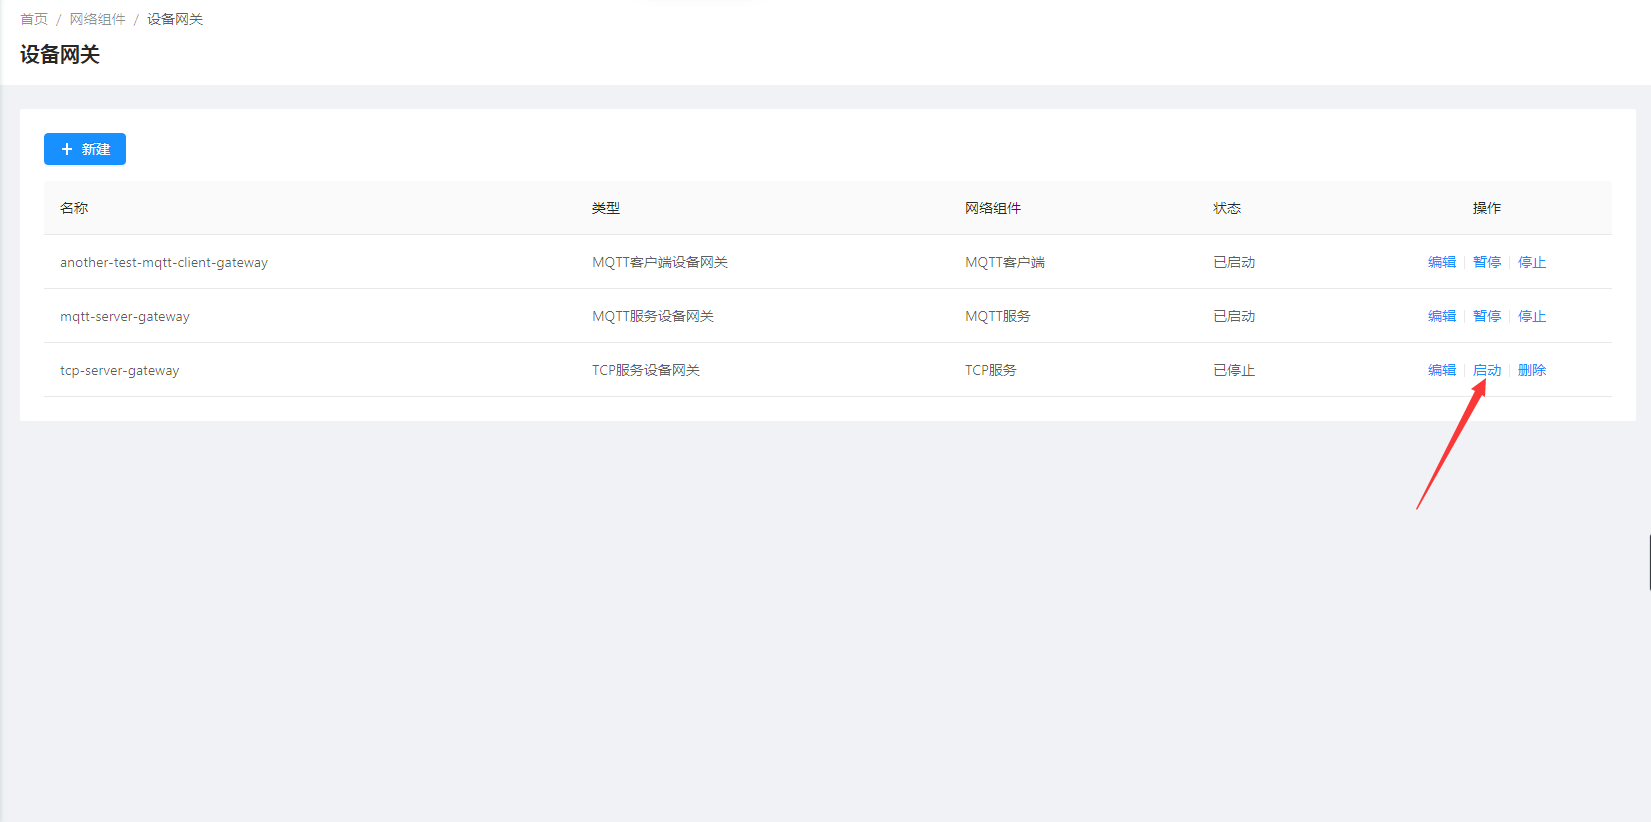 首页 / 网络组件 / 设备网关
设备网关
+ 新建
名称 类型 网络组件 状态 操作
another-test-mqtt-client-gateway MQTT客户端设备网关 MQTT客户端 已启动 编辑 暂停 停止
mqtt-server-gateway MQTT服务设备网关 MQTT服务 已启动 编辑 暂停 停止
tcp-server-gateway TCP服务设备网关 TCP服务 已停止 编辑 启动 删除